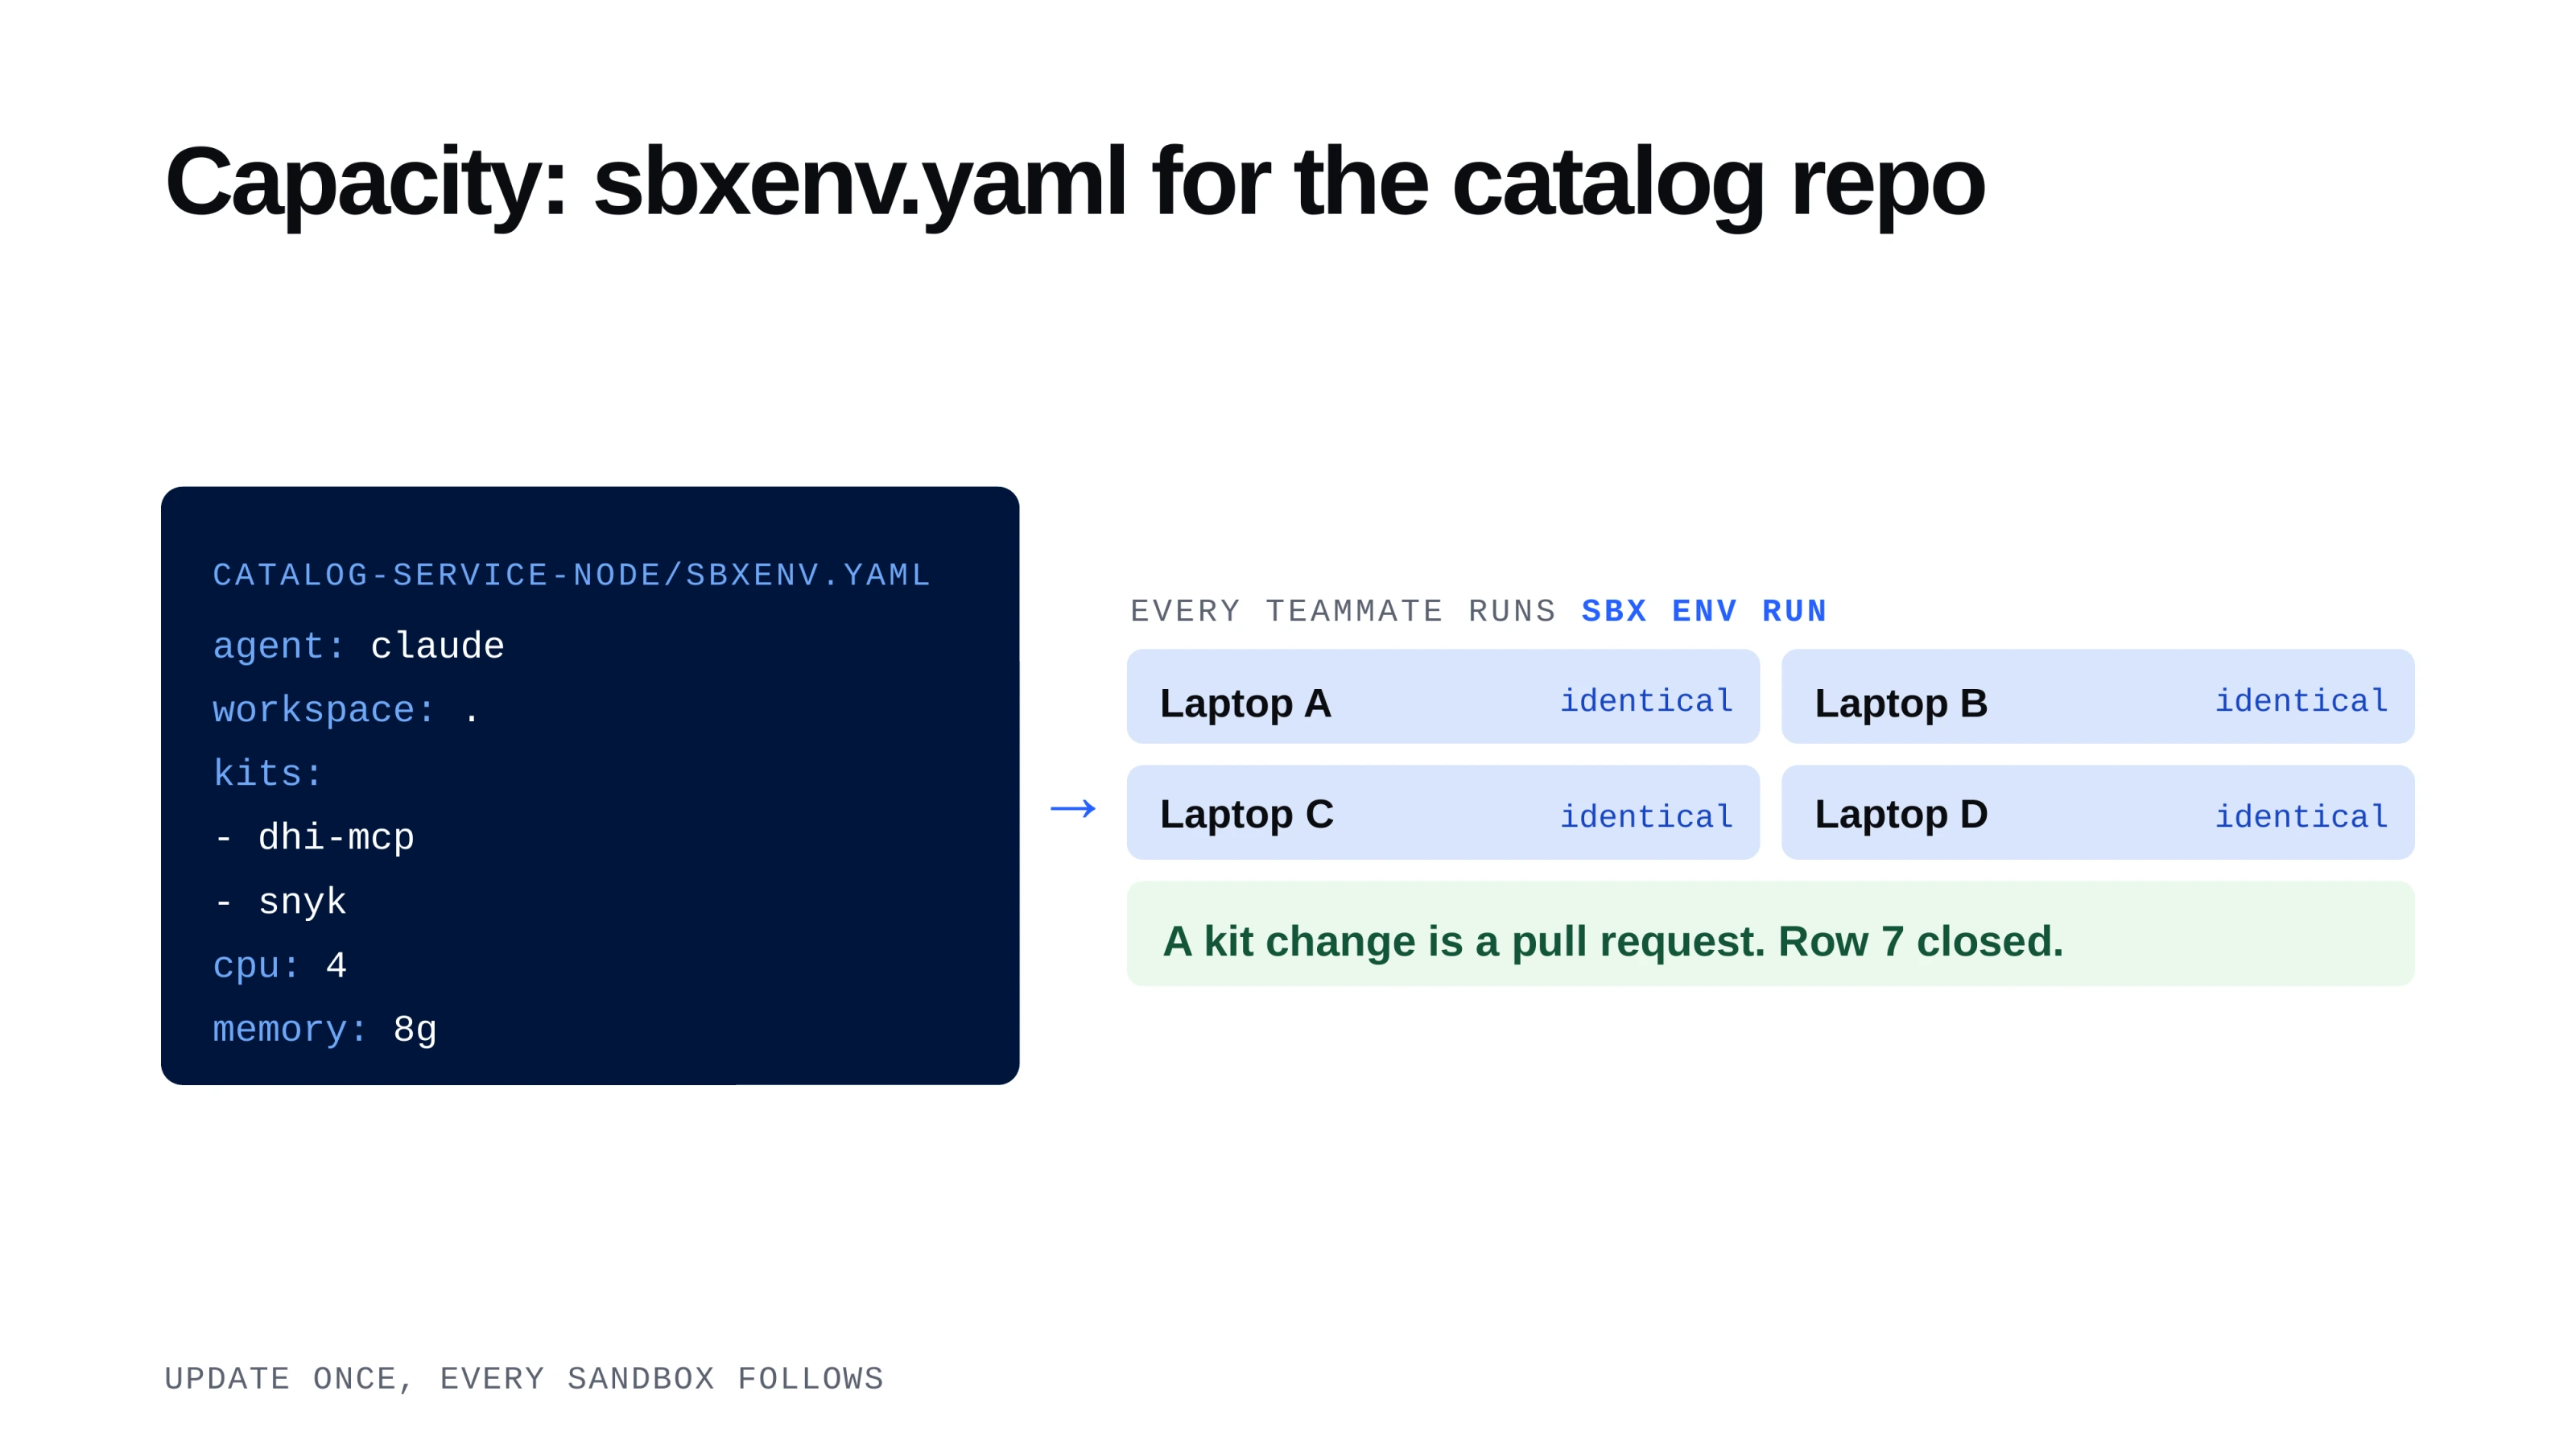 Capacity: sbxenv.yaml for the catalog repo
CATALOG-SERVICE-NODE/SBXENV.YAML
agent: claude
workspace: .
kits:
- dhi-mcp
- snyk
cpu: 4
memory: 8g
→
EVERY TEAMMATE RUNS SBX ENV RUN
Laptop A identical
Laptop B identical
Laptop C identical
Laptop D identical
A kit change is a pull request. Row 7 closed.
UPDATE ONCE, EVERY SANDBOX FOLLOWS